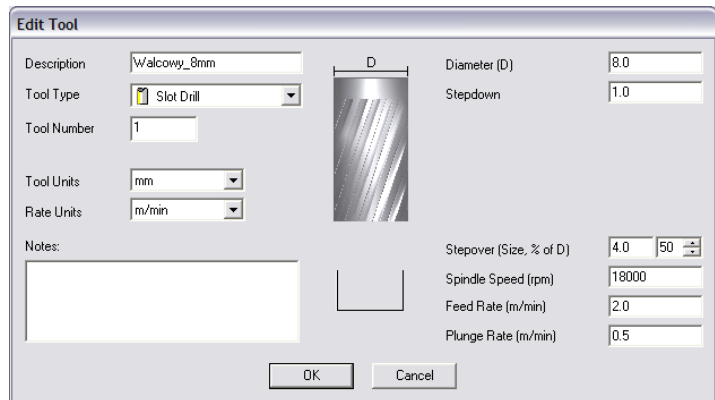 Edit Tool
Description Walcowy_8mm
Tool Type Slot Drill
Tool Number 1
Tool Units mm
Rate Units m/min
Notes:
D
Diameter (D) 8.0
Stepdown 1.0
Stepover (Size, % of D) 4.0 50
Spindle Speed (rpm) 18000
Feed Rate (m/min) 2.0
Plunge Rate (m/min) 0.5
OK Cancel